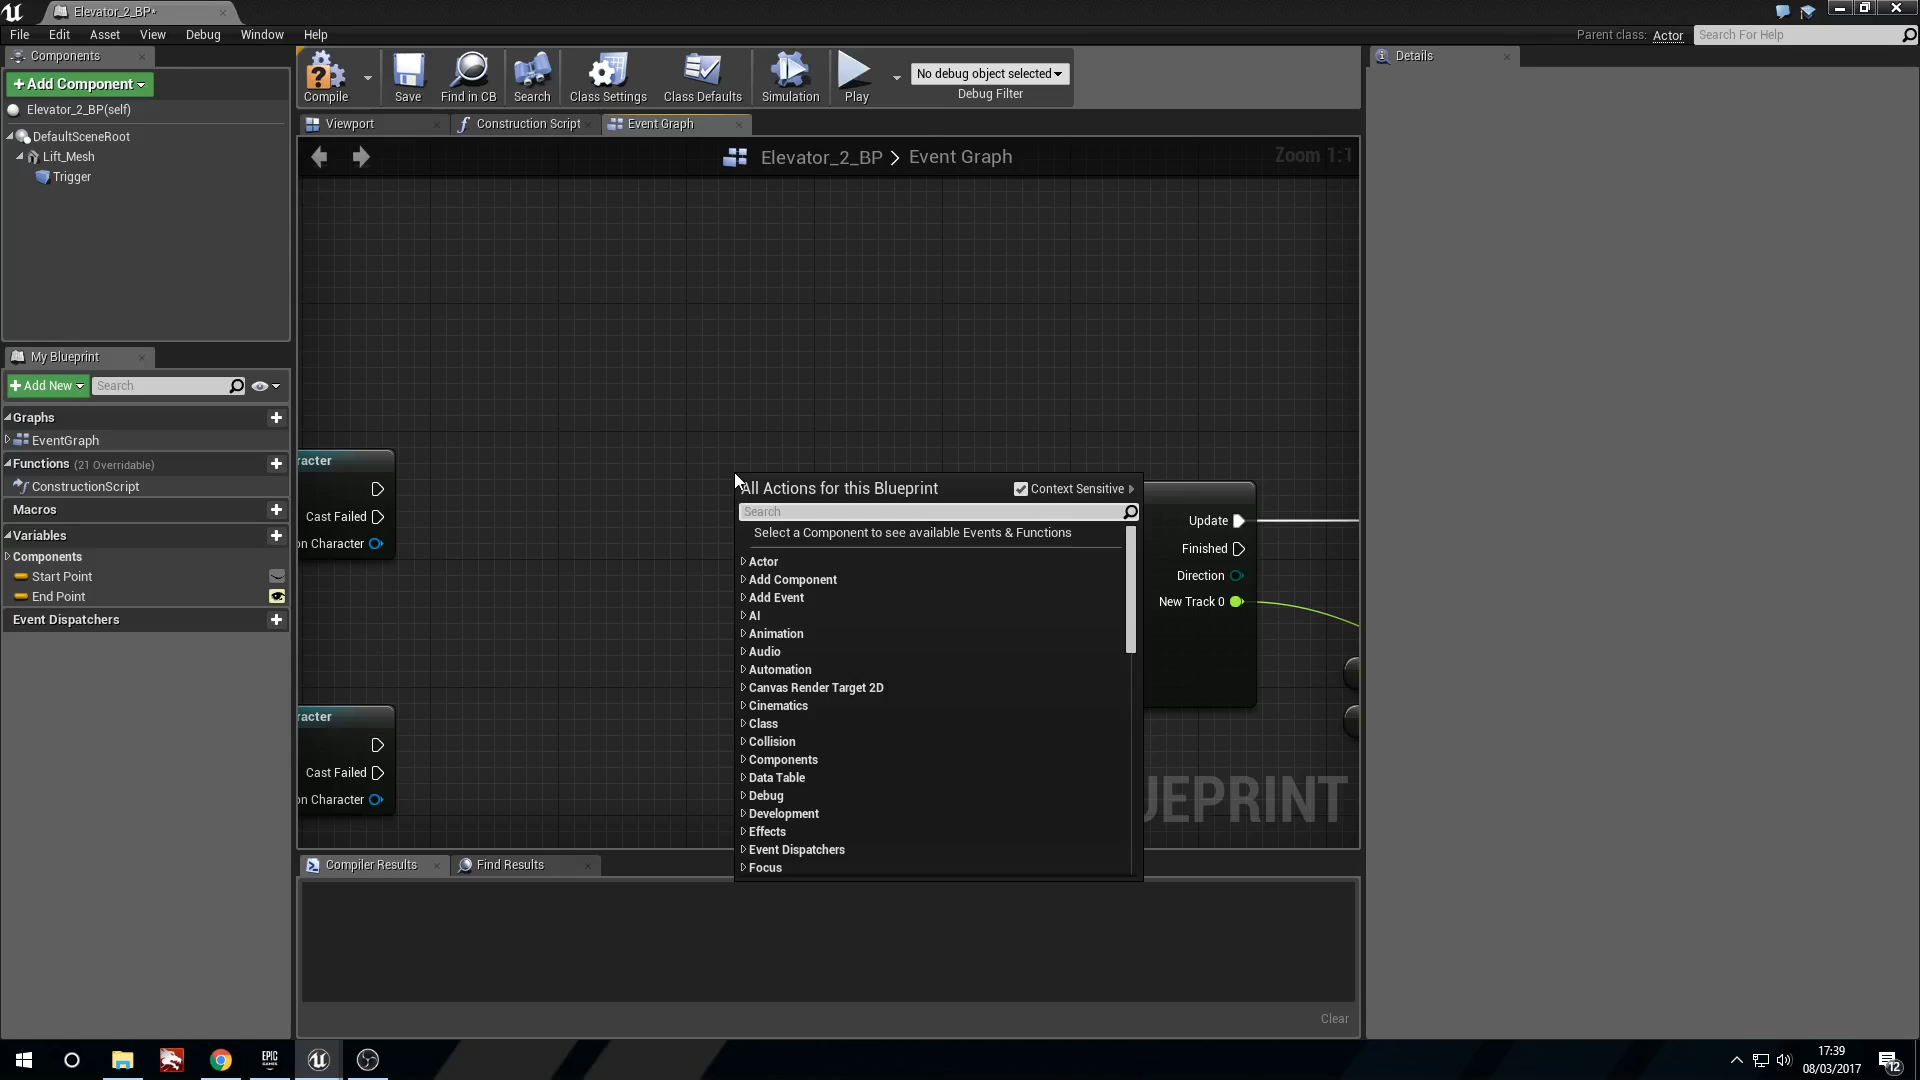 Elevator_2_BP*
File Edit Asset View Debug Window Help
Parent class: Actor
Search For Help
Components
Add Component
Elevator_2_BP(self)
DefaultSceneRoot
Lift_Mesh
Trigger
Compile
Save
Find in CB
Search
Class Settings
Class Defaults
Simulation
Play
No debug object selected
Debug Filter
Details
Viewport
Construction Script
Event Graph
Elevator_2_BP > Event Graph
Zoom 1:1
My Blueprint
Add New
Search
Graphs
EventGraph
Functions (21 Overridable)
ConstructionScript
Macros
Variables
Components
Start Point
End Point
Event Dispatchers
racter
Cast Failed
on Character
racter
Cast Failed
on Character
All Actions for this Blueprint
Context Sensitive
Search
Select a Component to see available Events & Functions
Actor
Add Component
Add Event
AI
Animation
Audio
Automation
Canvas Render Target 2D
Cinematics
Class
Collision
Components
Data Table
Debug
Development
Effects
Event Dispatchers
Focus
Update
Finished
Direction
New Track 0
UEPRINT
Compiler Results
Find Results
Clear
EPIC
GAMES
17:39
08/03/2017
12